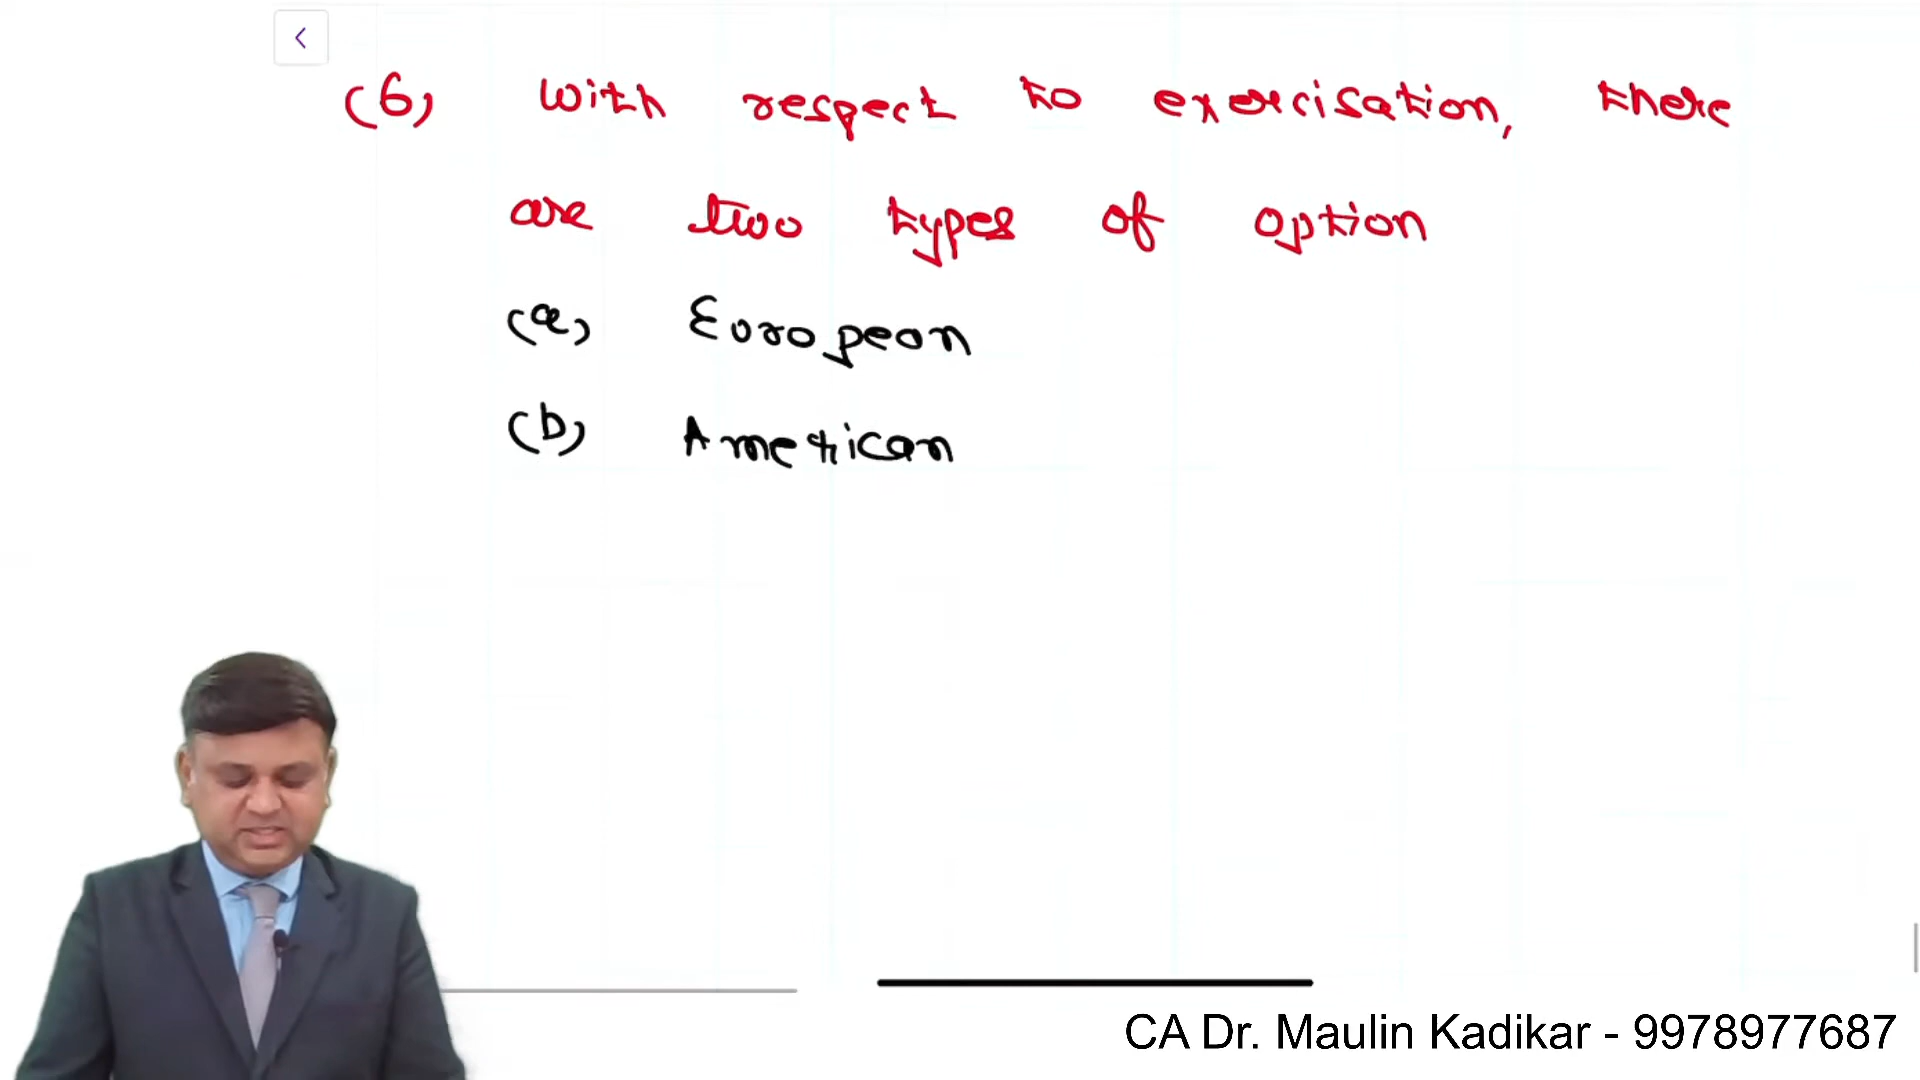 (6) with respect to exercisation, there
are two types of option
(a) European
(b) American
CA Dr. Maulin Kadikar - 9978977687